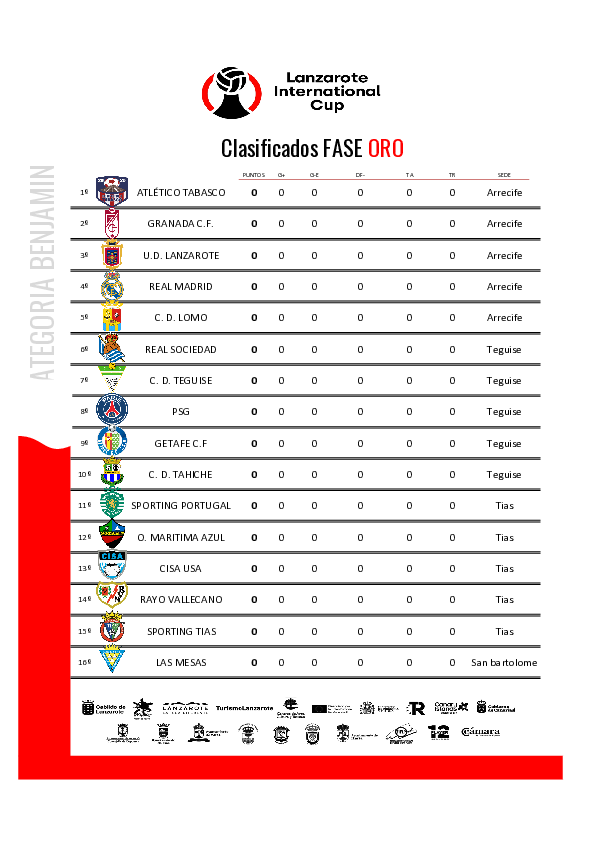 Lanzarote
International
Cup
Clasificados FASE ORO
ATEGORIA BENJAMIN
PUNTOS G+ G-E DF- TA TR SEDE
1º ATLÉTICO TABASCO 0 0 0 0 0 0 Arrecife
2º GRANADA C.F. 0 0 0 0 0 0 Arrecife
3º U.D. LANZAROTE 0 0 0 0 0 0 Arrecife
4º REAL MADRID 0 0 0 0 0 0 Arrecife
5º C. D. LOMO 0 0 0 0 0 0 Arrecife
6º REAL SOCIEDAD 0 0 0 0 0 0 Teguise
7º C. D. TEGUISE 0 0 0 0 0 0 Teguise
8º PSG 0 0 0 0 0 0 Teguise
9º GETAFE C.F 0 0 0 0 0 0 Teguise
10º C. D. TAHICHE 0 0 0 0 0 0 Teguise
11º SPORTING PORTUGAL 0 0 0 0 0 0 Tias
12º O. MARITIMA AZUL 0 0 0 0 0 0 Tias
13º CISA USA 0 0 0 0 0 0 Tias
14º RAYO VALLECANO 0 0 0 0 0 0 Tias
15º SPORTING TIAS 0 0 0 0 0 0 Tias
16º LAS MESAS 0 0 0 0 0 0 San bartolome
CISA
Cabildo de
Lanzarote
LANZAROTE
TurismoLanzarote
Canary
Islands
Gobierno
de Canarias
12
Cámara